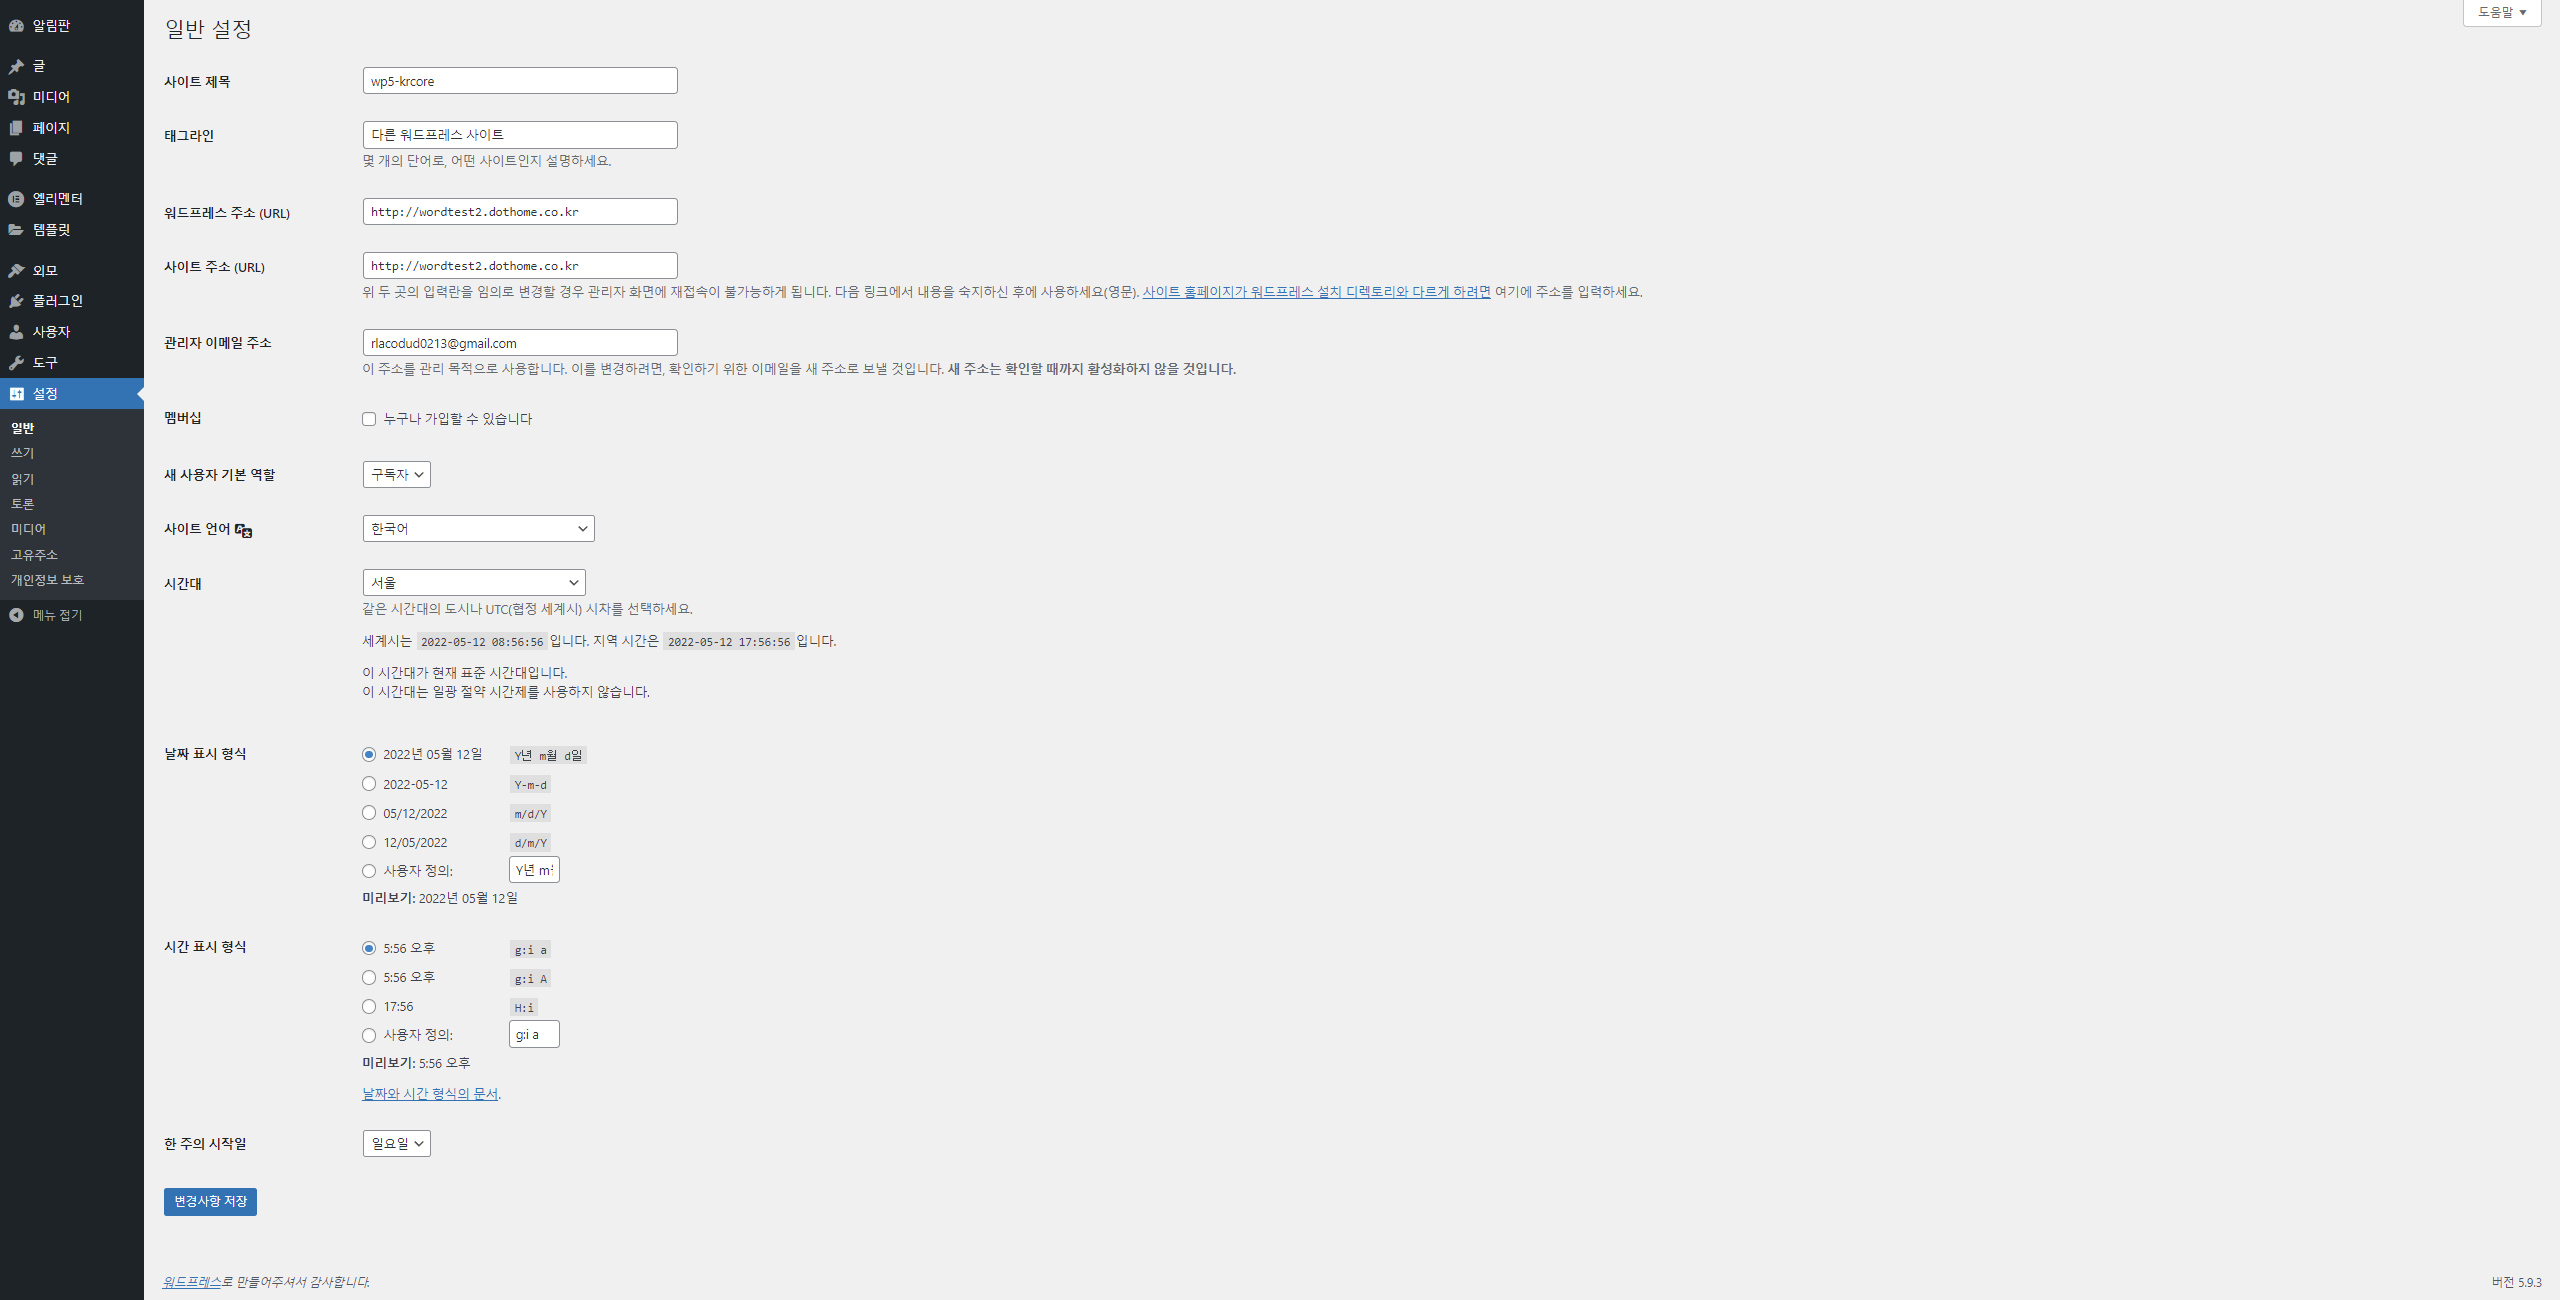 알림판
글
미디어
페이지
댓글
엘리멘터
템플릿
외모
플러그인
사용자
도구
설정
일반
쓰기
읽기
토론
미디어
고유주소
개인정보 보호
메뉴 접기
도움말
일반 설정
사이트 제목
wp5-krcore
태그라인
다른 워드프레스 사이트
몇 개의 단어로, 어떤 사이트인지 설명하세요.
워드프레스 주소 (URL)
http://wordtest2.dothome.co.kr
사이트 주소 (URL)
http://wordtest2.dothome.co.kr
위 두 곳의 입력란을 임의로 변경할 경우 관리자 화면에 재접속이 불가능하게 됩니다. 다음 링크에서 내용을 숙지하신 후에 사용하세요(영문). 사이트 홈페이지가 워드프레스 설치 디렉토리와 다르게 하려면 여기에 주소를 입력하세요.
관리자 이메일 주소
rlacodud0213@gmail.com
이 주소를 관리 목적으로 사용합니다. 이를 변경하려면, 확인하기 위한 이메일을 새 주소로 보낼 것입니다. 새 주소는 확인할 때까지 활성화하지 않을 것입니다.
멤버십
누구나 가입할 수 있습니다
새 사용자 기본 역할
구독자
사이트 언어
한국어
시간대
서울
같은 시간대의 도시나 UTC(협정 세계시) 시차를 선택하세요.
세계시는 2022-05-12 08:56:56 입니다. 지역 시간은 2022-05-12 17:56:56 입니다.
이 시간대가 현재 표준 시간대입니다.
이 시간대는 일광 절약 시간제를 사용하지 않습니다.
날짜 표시 형식
2022년 05월 12일 Y년 m월 d일
2022-05-12 Y-m-d
05/12/2022 m/d/Y
12/05/2022 d/m/Y
사용자 정의: Y년 m
미리보기: 2022년 05월 12일
시간 표시 형식
5:56 오후 g:i a
5:56 오후 g:i A
17:56 H:i
사용자 정의: g:i a
미리보기: 5:56 오후
날짜와 시간 형식의 문서.
한 주의 시작일
일요일
변경사항 저장
워드프레스로 만들어주셔서 감사합니다.
버전 5.9.3